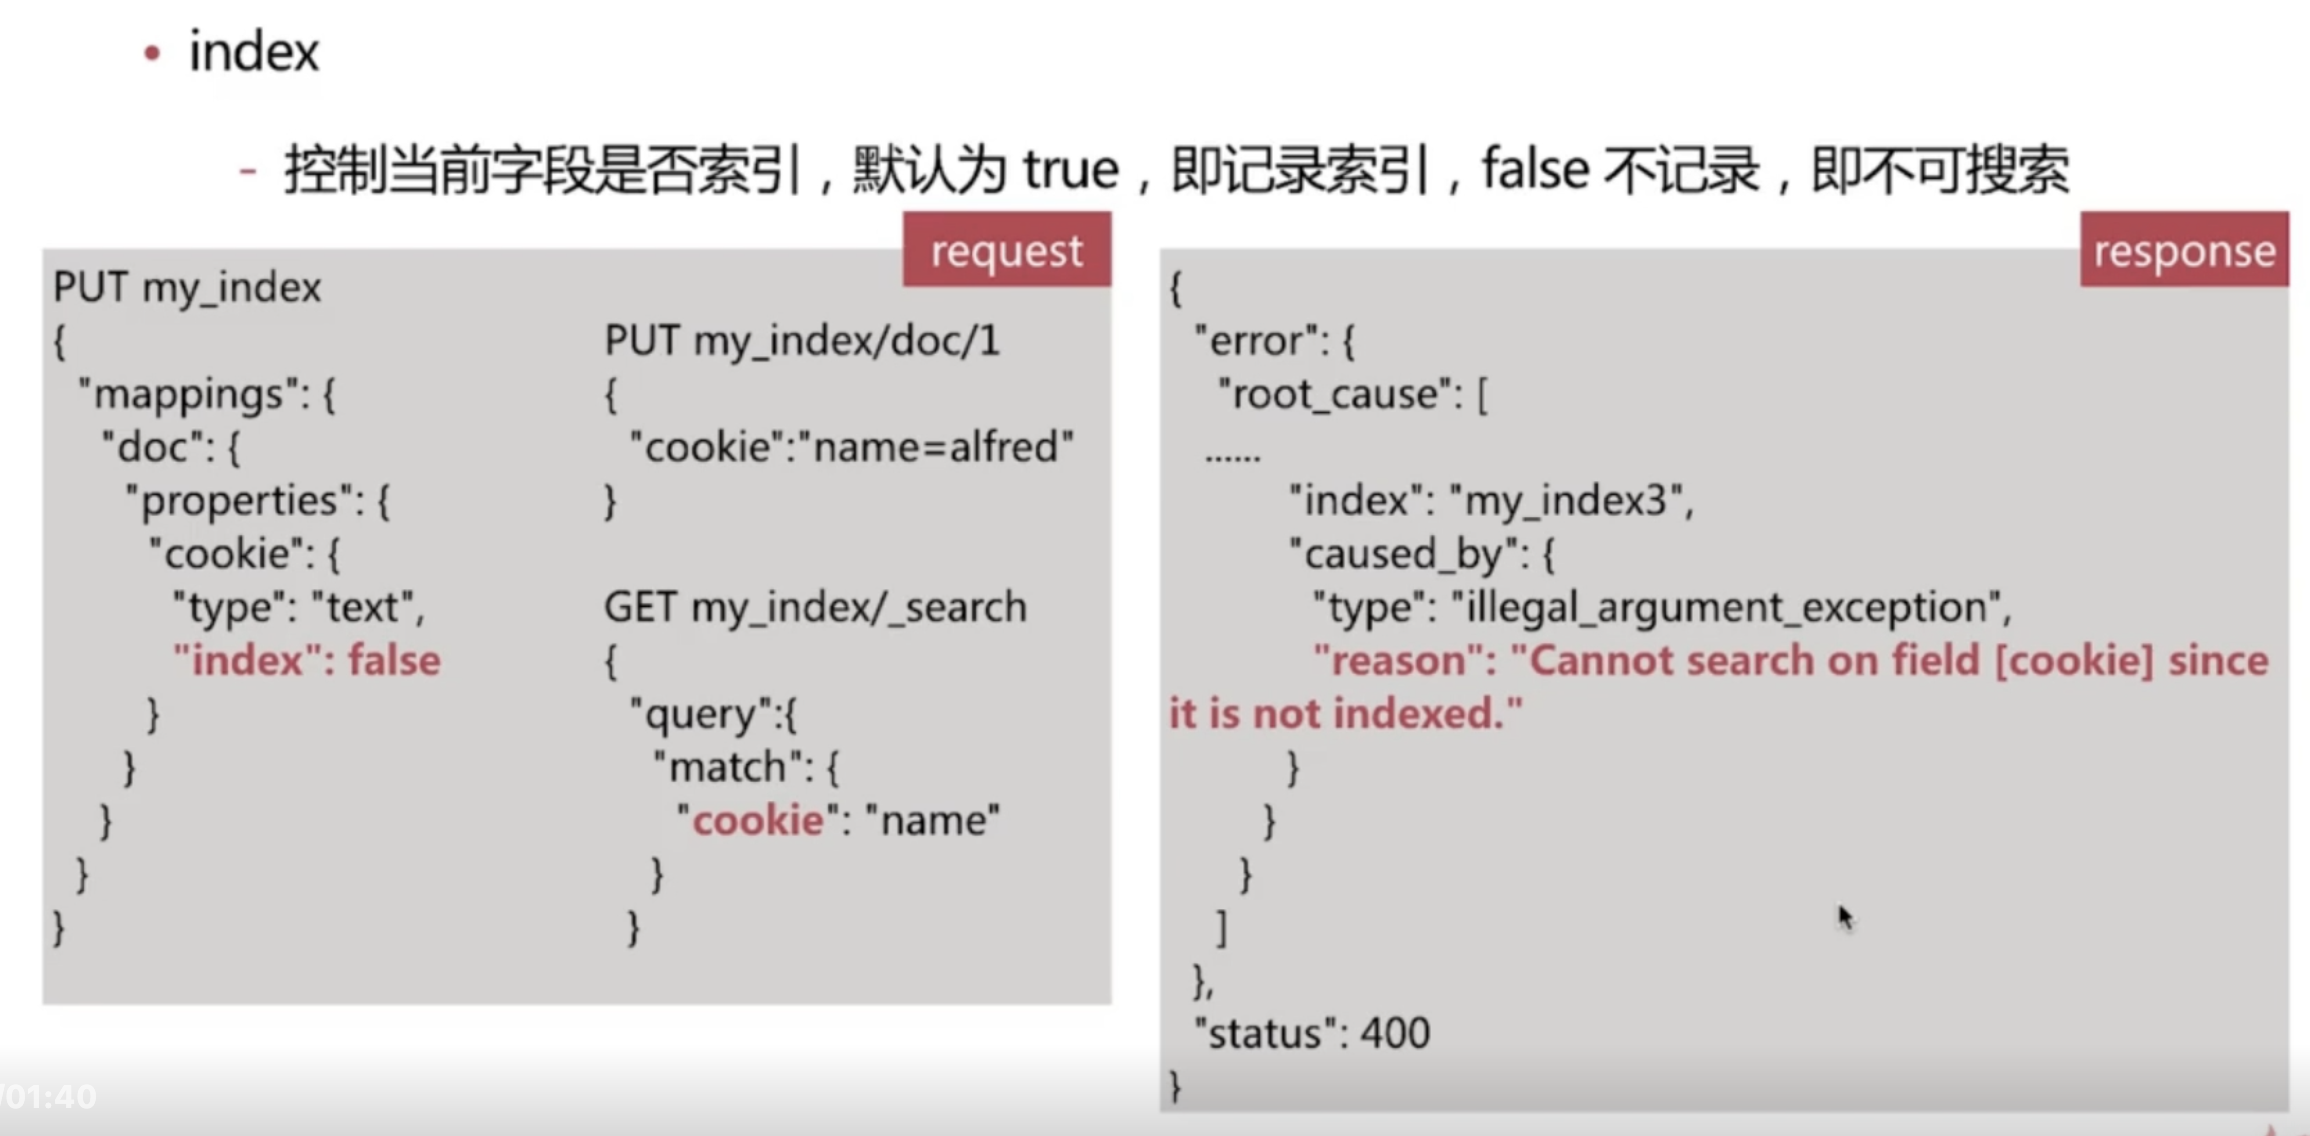 • index
- 控制当前字段是否索引，默认为 true，即记录索引，false 不记录，即不可搜索
request
PUT my_index
{
"mappings": {
"doc": {
"properties": {
"cookie": {
"type": "text",
"index": false
}
}
}
}
}
PUT my_index/doc/1
{
"cookie":"name=alfred"
}
GET my_index/_search
{
"query":{
"match": {
"cookie": "name"
}
}
response
{
"error": {
"root_cause": [
......
"index": "my_index3",
"caused_by": {
"type": "illegal_argument_exception",
"reason": "Cannot search on field [cookie] since
it is not indexed."
}
}
}
]
},
"status": 400
}
/01:40